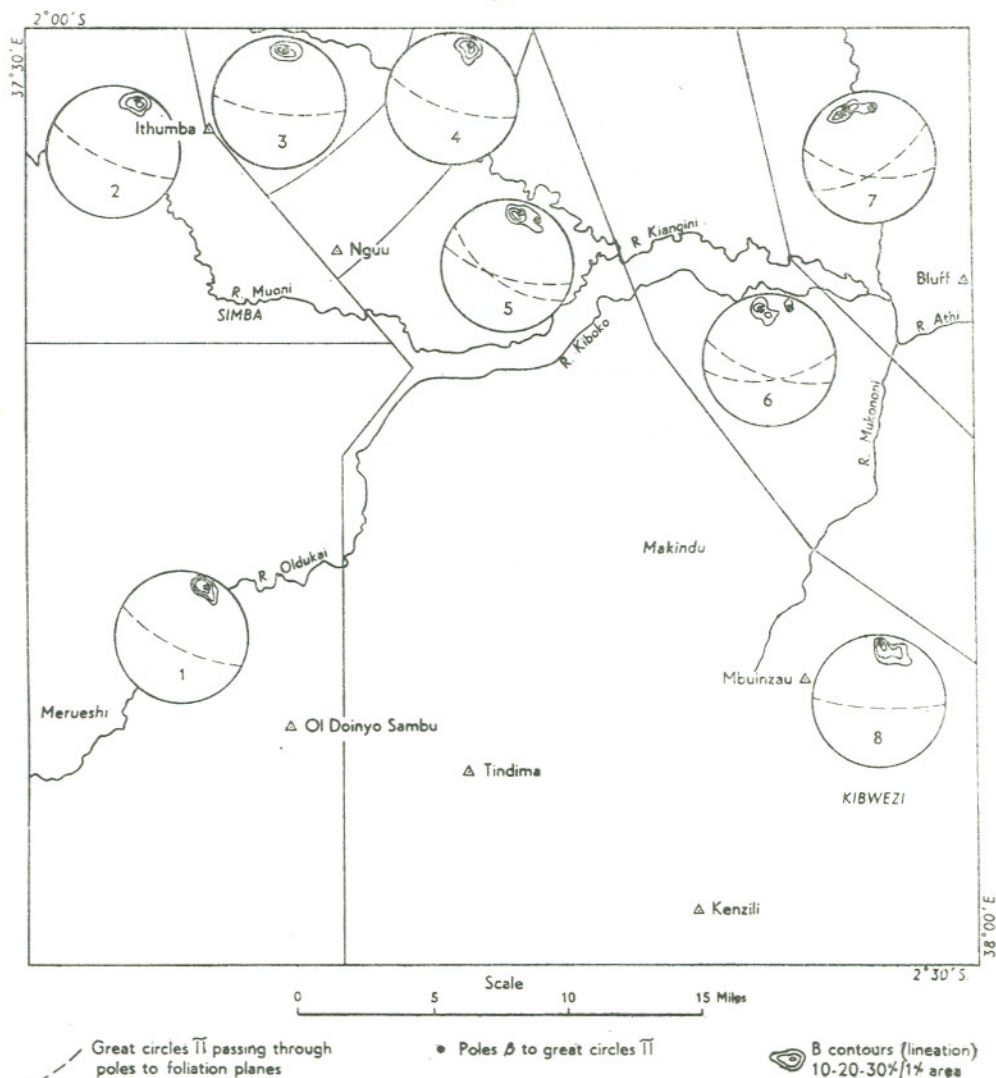 2°00'S
37°30'E
Ithumba
2
3
4
7
Nguu
R. Muoni
SIMBA
5
R. Kiangini
R. Kiboko
Bluff
R. Athi
6
R. Mukononi
Makindu
R. Oldukai
1
Merueshi
Ol Doinyo Sambu
Tindima
Mbuinzau
8
KIBWEZI
Kenzili
38°00'E
2°30'S.
Scale
0 5 10 15 Miles
Great circles π passing through
poles to foliation planes
Poles β to great circles π
B contours (lineation)
10-20-30%/1% area